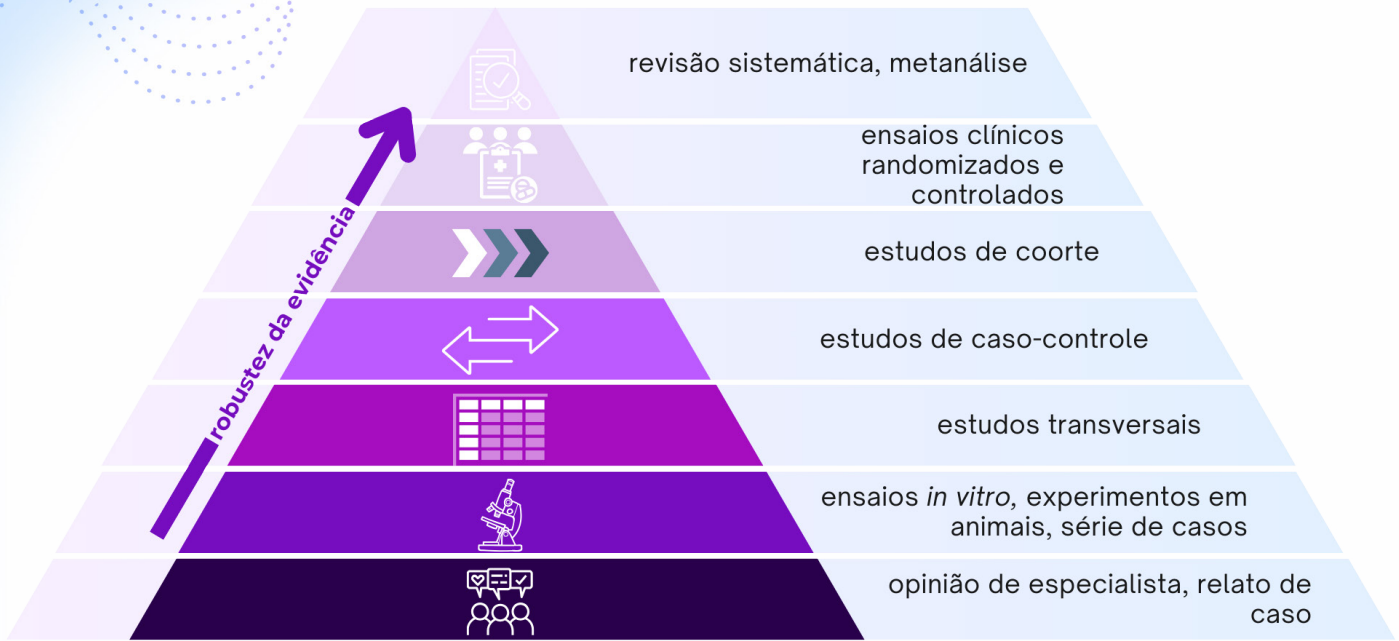 revisão sistemática, metanálise
ensaios clínicos
randomizados e
controlados
estudos de coorte
estudos de caso-controle
estudos transversais
ensaios in vitro, experimentos em
animais, série de casos
opinião de especialista, relato de
caso
robustez da evidência